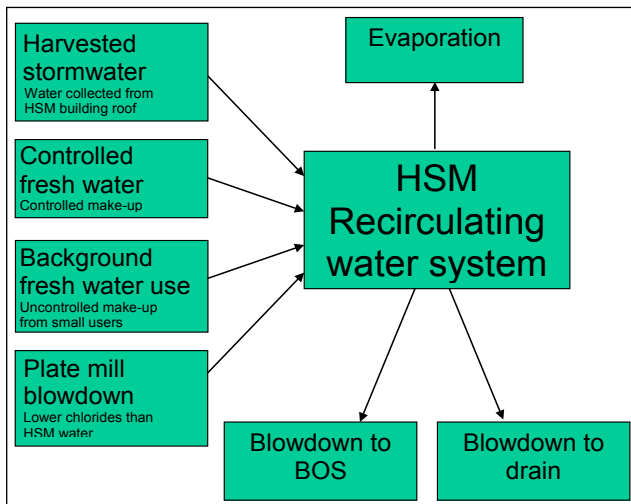 Harvested
stormwater
Water collected from
HSM building roof
Controlled
fresh water
Controlled make-up
Background
fresh water use
Uncontrolled make-up
from small users
Plate mill
blowdown
Lower chlorides than
HSM water
Evaporation
HSM
Recirculating
water system
Blowdown to
BOS
Blowdown to
drain